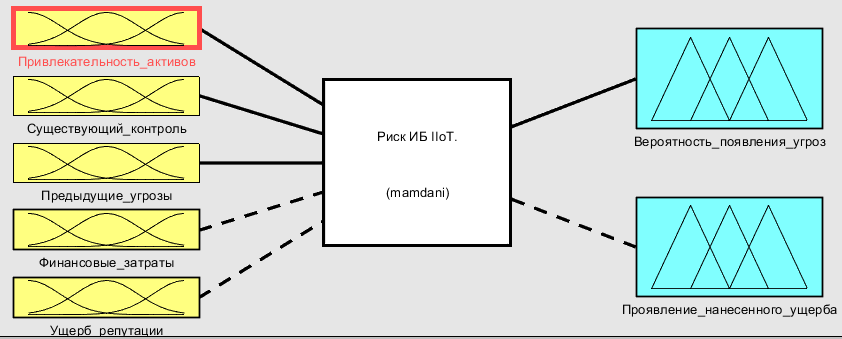 Привлекательность_активов
Существующий_контроль
Предыдущие_угрозы
Финансовые_затраты
Ущерб_репутации
Риск ИБ IIoT.
(mamdani)
Вероятность_появления_угроз
Проявление_нанесенного_ущерба